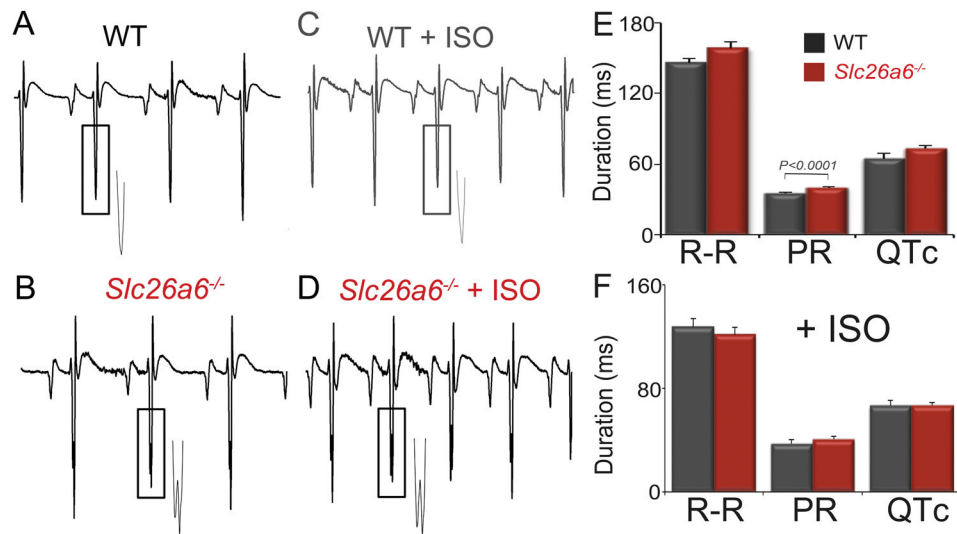 A
WT
C
WT + ISO
B
Slc26a6-/-
D
Slc26a6-/- + ISO
E
180
120
60
0
Duration (ms)
WT
Slc26a6-/-
P<0.0001
R-R PR QTc
F
160
80
0
Duration (ms)
+ ISO
R-R PR QTc